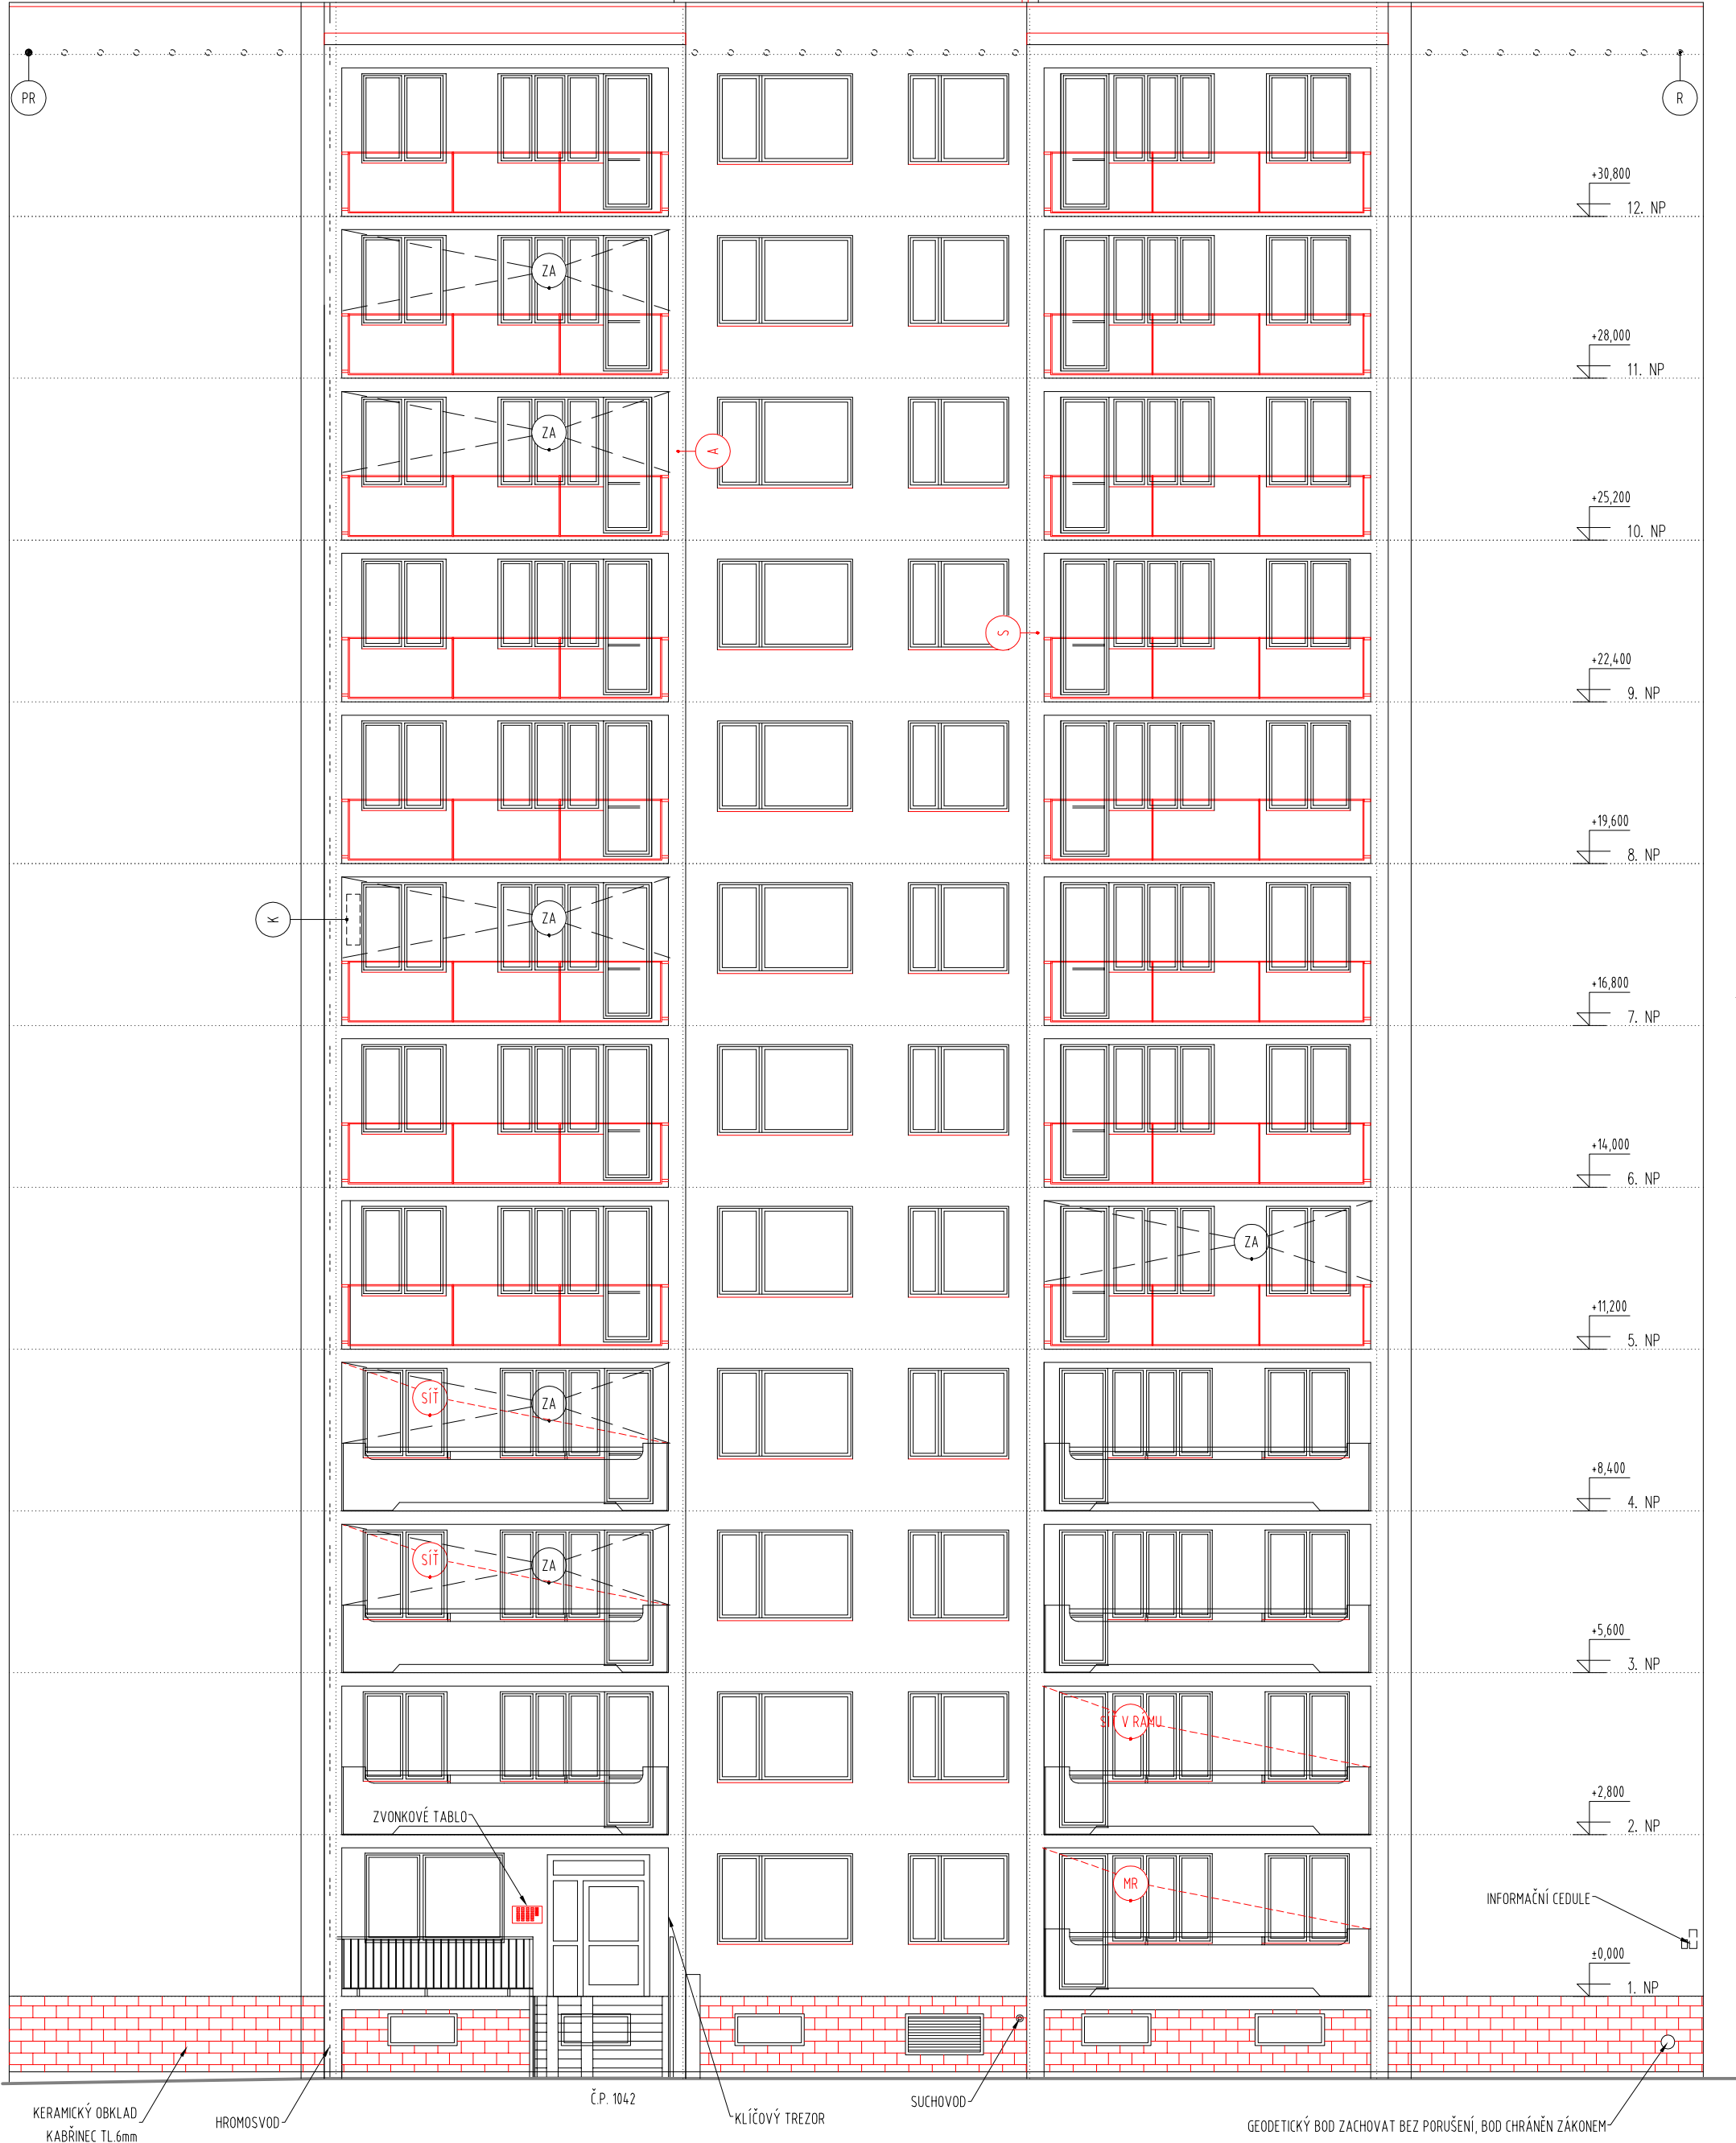 PR
R
+30,800
12. NP
ZA
+28,000
11. NP
ZA
A
+25,200
10. NP
S
+22,400
9. NP
+19,600
8. NP
ZA
K
+16,800
7. NP
+14,000
6. NP
ZA
+11,200
5. NP
SÍŤ
ZA
+8,400
4. NP
SÍŤ
ZA
+5,600
3. NP
SÍŤ V RÁMU
+2,800
2. NP
ZVONKOVÉ TABLO
MR
INFORMAČNÍ CEDULE
±0,000
1. NP
Č.P. 1042
SUCHOVOD
KERAMICKÝ OBKLAD
KABŘINEC TL.6mm
HROMOSVOD
KLÍČOVÝ TREZOR
GEODETICKÝ BOD ZACHOVAT BEZ PORUŠENÍ, BOD CHRÁNĚN ZÁKONEM